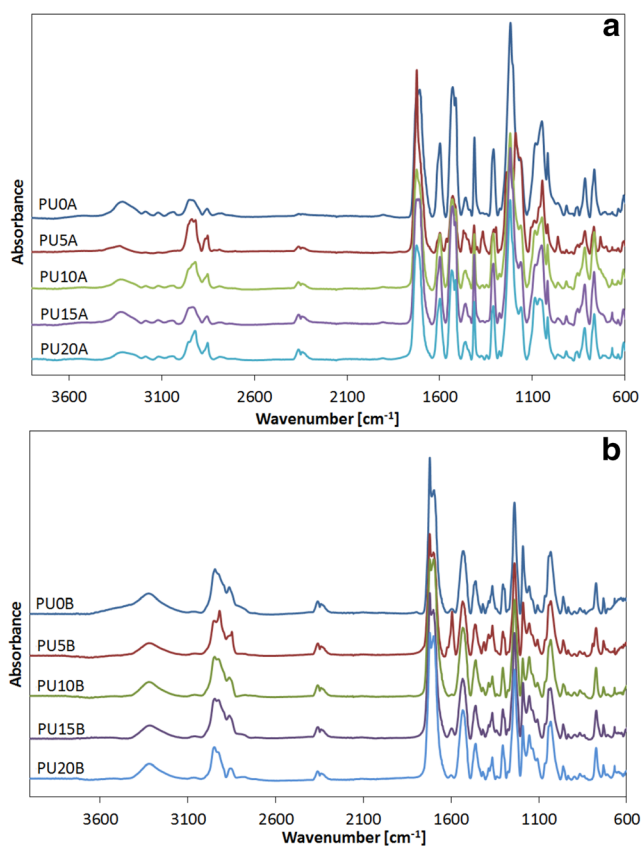 a
Absorbance
PU0A
PU5A
PU10A
PU15A
PU20A
3600 3100 2600 2100 1600 1100 600
Wavenumber [cm-1]
b
Absorbance
PU0B
PU5B
PU10B
PU15B
PU20B
3600 3100 2600 2100 1600 1100 600
Wavenumber [cm-1]